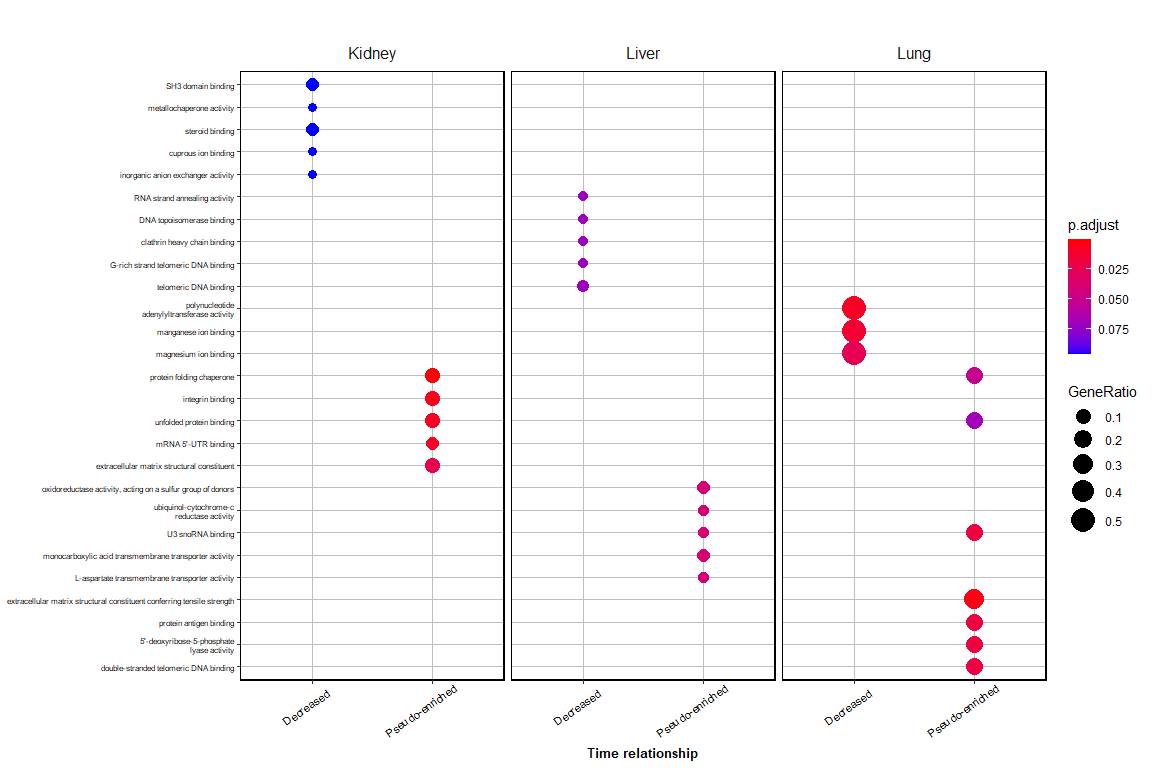 Kidney
Liver
Lung
SH3 domain binding
metallochaperone activity
steroid binding
cuprous ion binding
inorganic anion exchanger activity
RNA strand annealing activity
DNA topoisomerase binding
clathrin heavy chain binding
G-rich strand telomeric DNA binding
telomeric DNA binding
polynucleotide
adenylyltransferase activity
manganese ion binding
magnesium ion binding
protein folding chaperone
integrin binding
unfolded protein binding
mRNA 5'-UTR binding
extracellular matrix structural constituent
oxidoreductase activity, acting on a sulfur group of donors
ubiquinol-cytochrome-c
reductase activity
U3 snoRNA binding
monocarboxylic acid transmembrane transporter activity
L-aspartate transmembrane transporter activity
extracellular matrix structural constituent conferring tensile strength
protein antigen binding
5'-deoxyribose-5-phosphate
lyase activity
double-stranded telomeric DNA binding
Decreased
Pseudo-enriched
Decreased
Pseudo-enriched
Decreased
Pseudo-enriched
Time relationship
p.adjust
0.025
0.050
0.075
GeneRatio
0.1
0.2
0.3
0.4
0.5